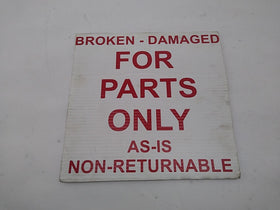 BROKEN - DAMAGED
FOR
PARTS
ONLY
AS-IS
NON-RETURNABLE